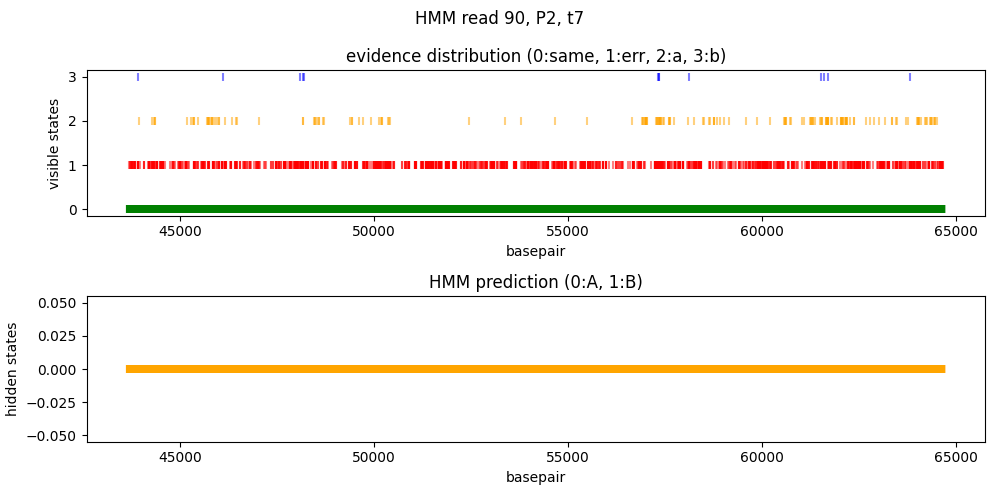 HMM read 90, P2, t7
evidence distribution (0:same, 1:err, 2:a, 3:b)
visible states
3
2
1
0
45000 50000 55000 60000 65000
basepair
HMM prediction (0:A, 1:B)
hidden states
0.050
0.025
0.000
−0.025
−0.050
45000 50000 55000 60000 65000
basepair